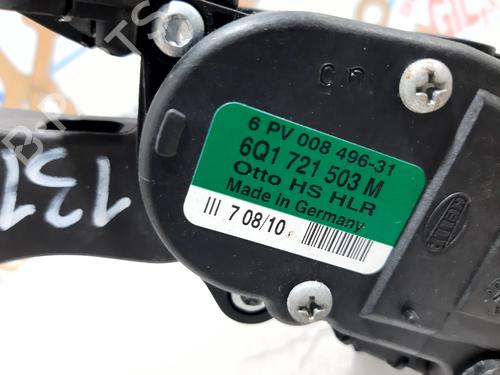 6 PV 008 496-31
6Q1 721 503 M
Otto HS HLR
Made in Germany
III 7 08/10
HELLA
131